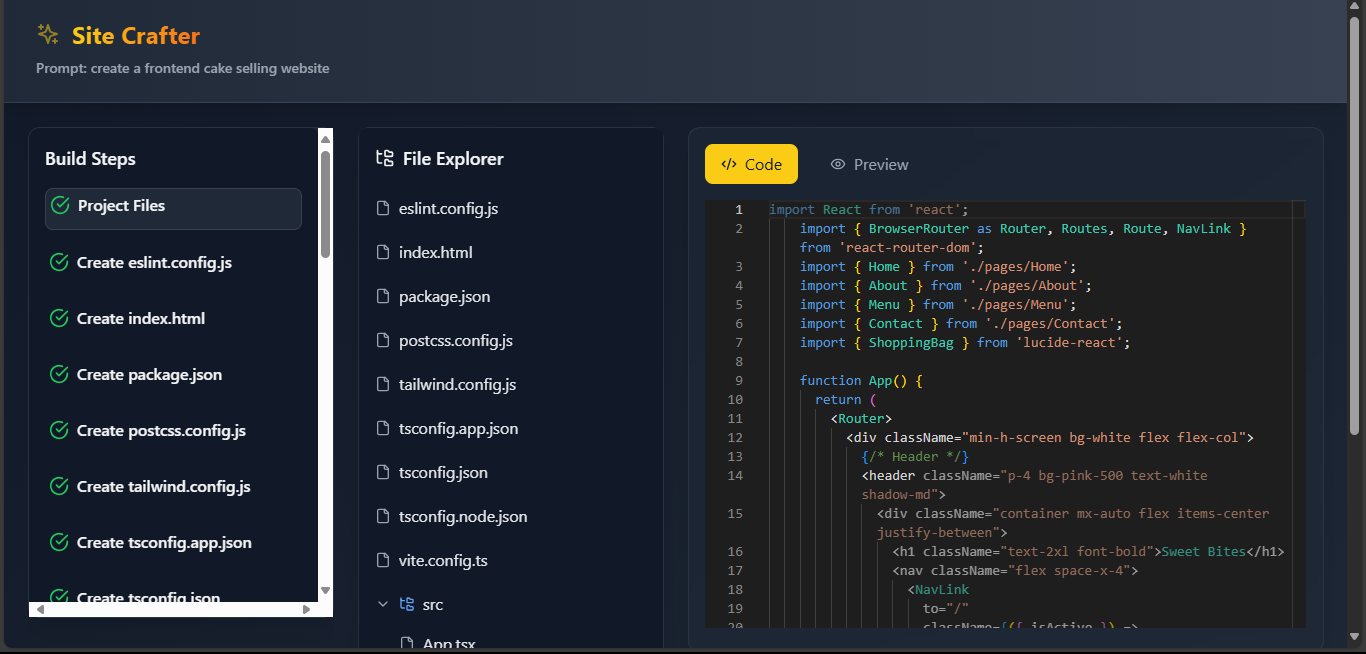 Site Crafter
Prompt: create a frontend cake selling website
Build Steps
Project Files
Create eslint.config.js
Create index.html
Create package.json
Create postcss.config.js
Create tailwind.config.js
Create tsconfig.app.json
Create tsconfig.json
File Explorer
eslint.config.js
index.html
package.json
postcss.config.js
tailwind.config.js
tsconfig.app.json
tsconfig.json
tsconfig.node.json
vite.config.ts
src
App.tsx
</> Code
Preview
1 import React from 'react';
2 import { BrowserRouter as Router, Routes, Route, NavLink }
from 'react-router-dom';
3 import { Home } from './pages/Home';
4 import { About } from './pages/About';
5 import { Menu } from './pages/Menu';
6 import { Contact } from './pages/Contact';
7 import { ShoppingBag } from 'lucide-react';
8
9 function App() {
10 return (
11 <Router>
12 <div className="min-h-screen bg-white flex flex-col">
13 {/* Header */}
14 <header className="p-4 bg-pink-500 text-white
shadow-md">
15 <div className="container mx-auto flex items-center
justify-between">
16 <h1 className="text-2xl font-bold">Sweet Bites</h1>
17 <nav className="flex space-x-4">
18 <NavLink
19 to="/"
20 className={({ isActive }) =>